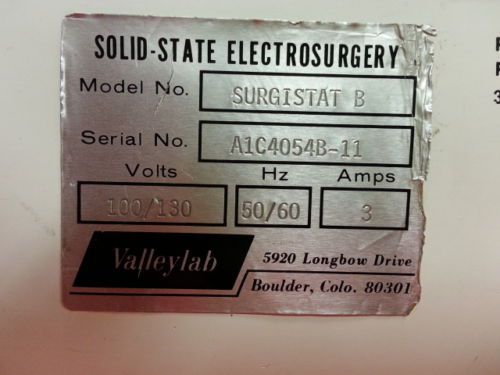 SOLID-STATE ELECTROSURGERY
Model No. SURGISTAT B
Serial No. A1C4054B-11
Volts Hz Amps
100/130 50/60 3
Valleylab 5920 Longbow Drive
Boulder, Colo. 80301